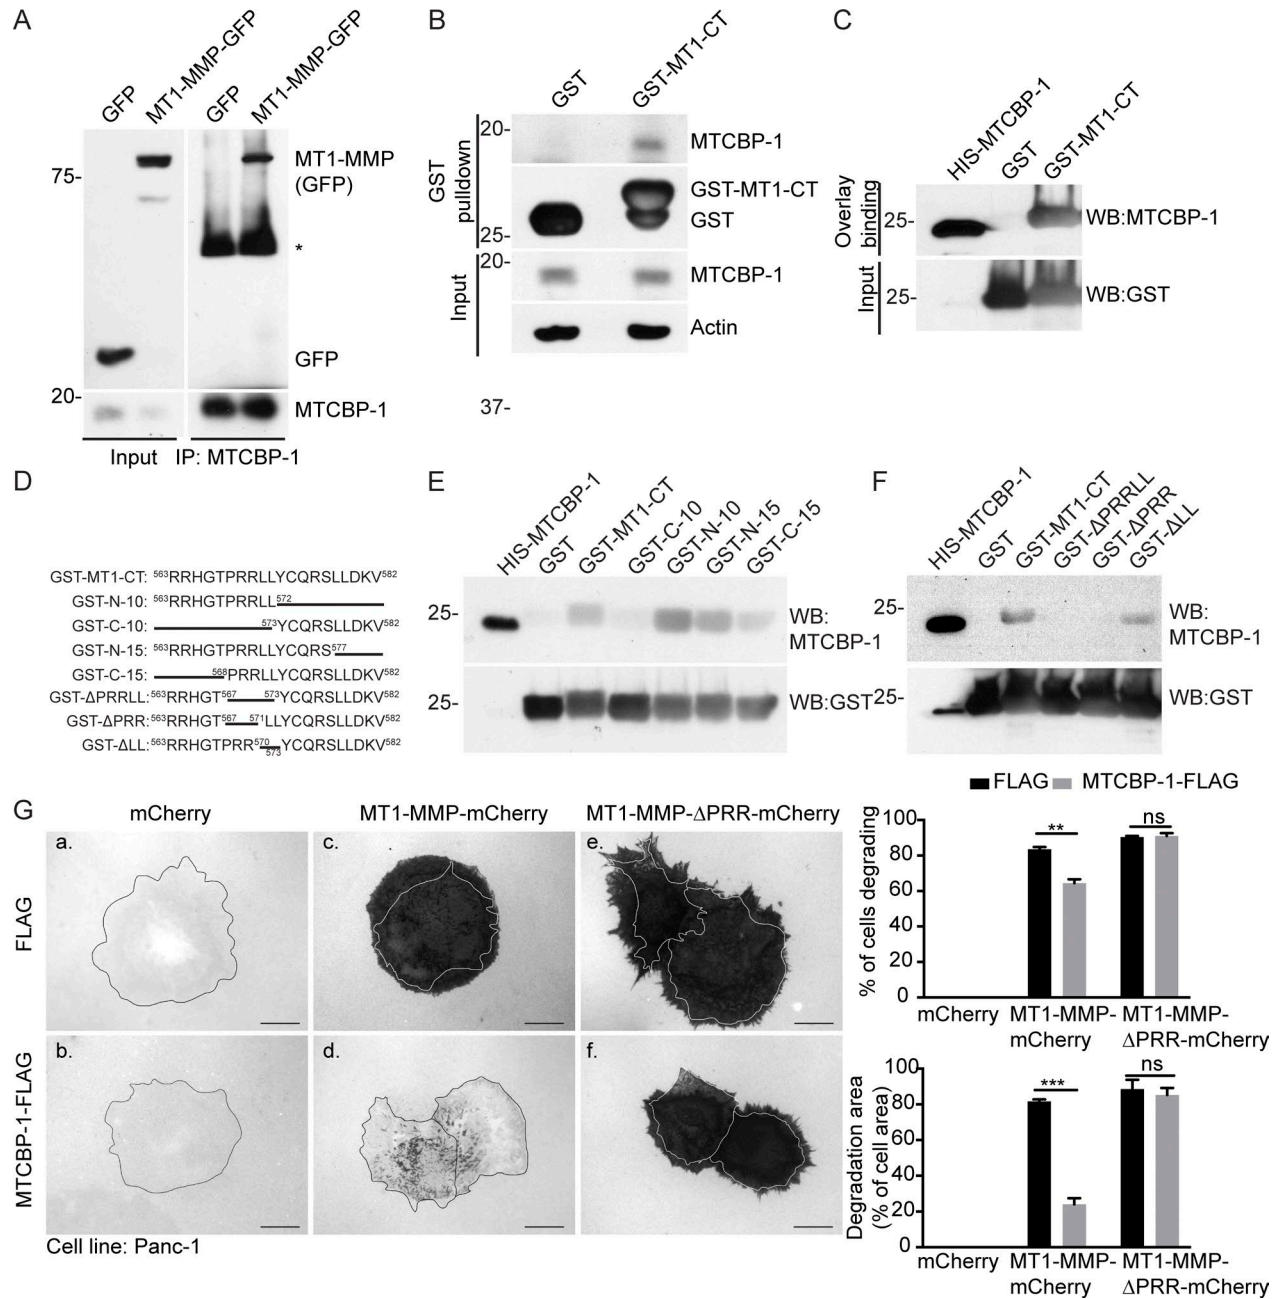 A
GFP
MT1-MMP-GFP
GFP
MT1-MMP-GFP
75-
MT1-MMP
(GFP)
*
GFP
20-
MTCBP-1
Input IP: MTCBP-1
B
GST
GST-MT1-CT
GST
pulldown
20-
MTCBP-1
GST-MT1-CT
GST
25-
Input
20-
MTCBP-1
Actin
37-
C
HIS-MTCBP-1
GST
GST-MT1-CT
Overlay
binding
25-
WB:MTCBP-1
Input
25-
WB:GST
D
GST-MT1-CT: 563RRHGTPRRLLYCQRSLLDKV582
GST-N-10: 563RRHGTPRRLL572
GST-C-10: 573YCQRSLLDKV582
GST-N-15: 563RRHGTPRRLLYCQRS577
GST-C-15: 568PRRLLYCQRSLLDKV582
GST-ΔPRRLL: 563RRHGT567 573YCQRSLLDKV582
GST-ΔPRR: 563RRHGT567 571LLYCQRSLLDKV582
GST-ΔLL: 563RRHGTPRR570 573YCQRSLLDKV582
E
HIS-MTCBP-1
GST
GST-MT1-CT
GST-C-10
GST-N-10
GST-N-15
GST-C-15
25-
WB:
MTCBP-1
25-
WB:GST
F
HIS-MTCBP-1
GST
GST-MT1-CT
GST-ΔPRRLL
GST-ΔPRR
GST-ΔLL
25-
WB:
MTCBP-1
25-
WB:GST
G
mCherry
MT1-MMP-mCherry
MT1-MMP-ΔPRR-mCherry
FLAG
a.
c.
e.
MTCBP-1-FLAG
b.
d.
f.
Cell line: Panc-1
FLAG MTCBP-1-FLAG
% of cells degrading
100
80
60
40
20
0
**
ns
mCherry MT1-MMP- MT1-MMP-
mCherry ΔPRR-mCherry
Degradation area
(% of cell area)
100
80
60
40
20
0
***
ns
mCherry MT1-MMP- MT1-MMP-
mCherry ΔPRR-mCherry